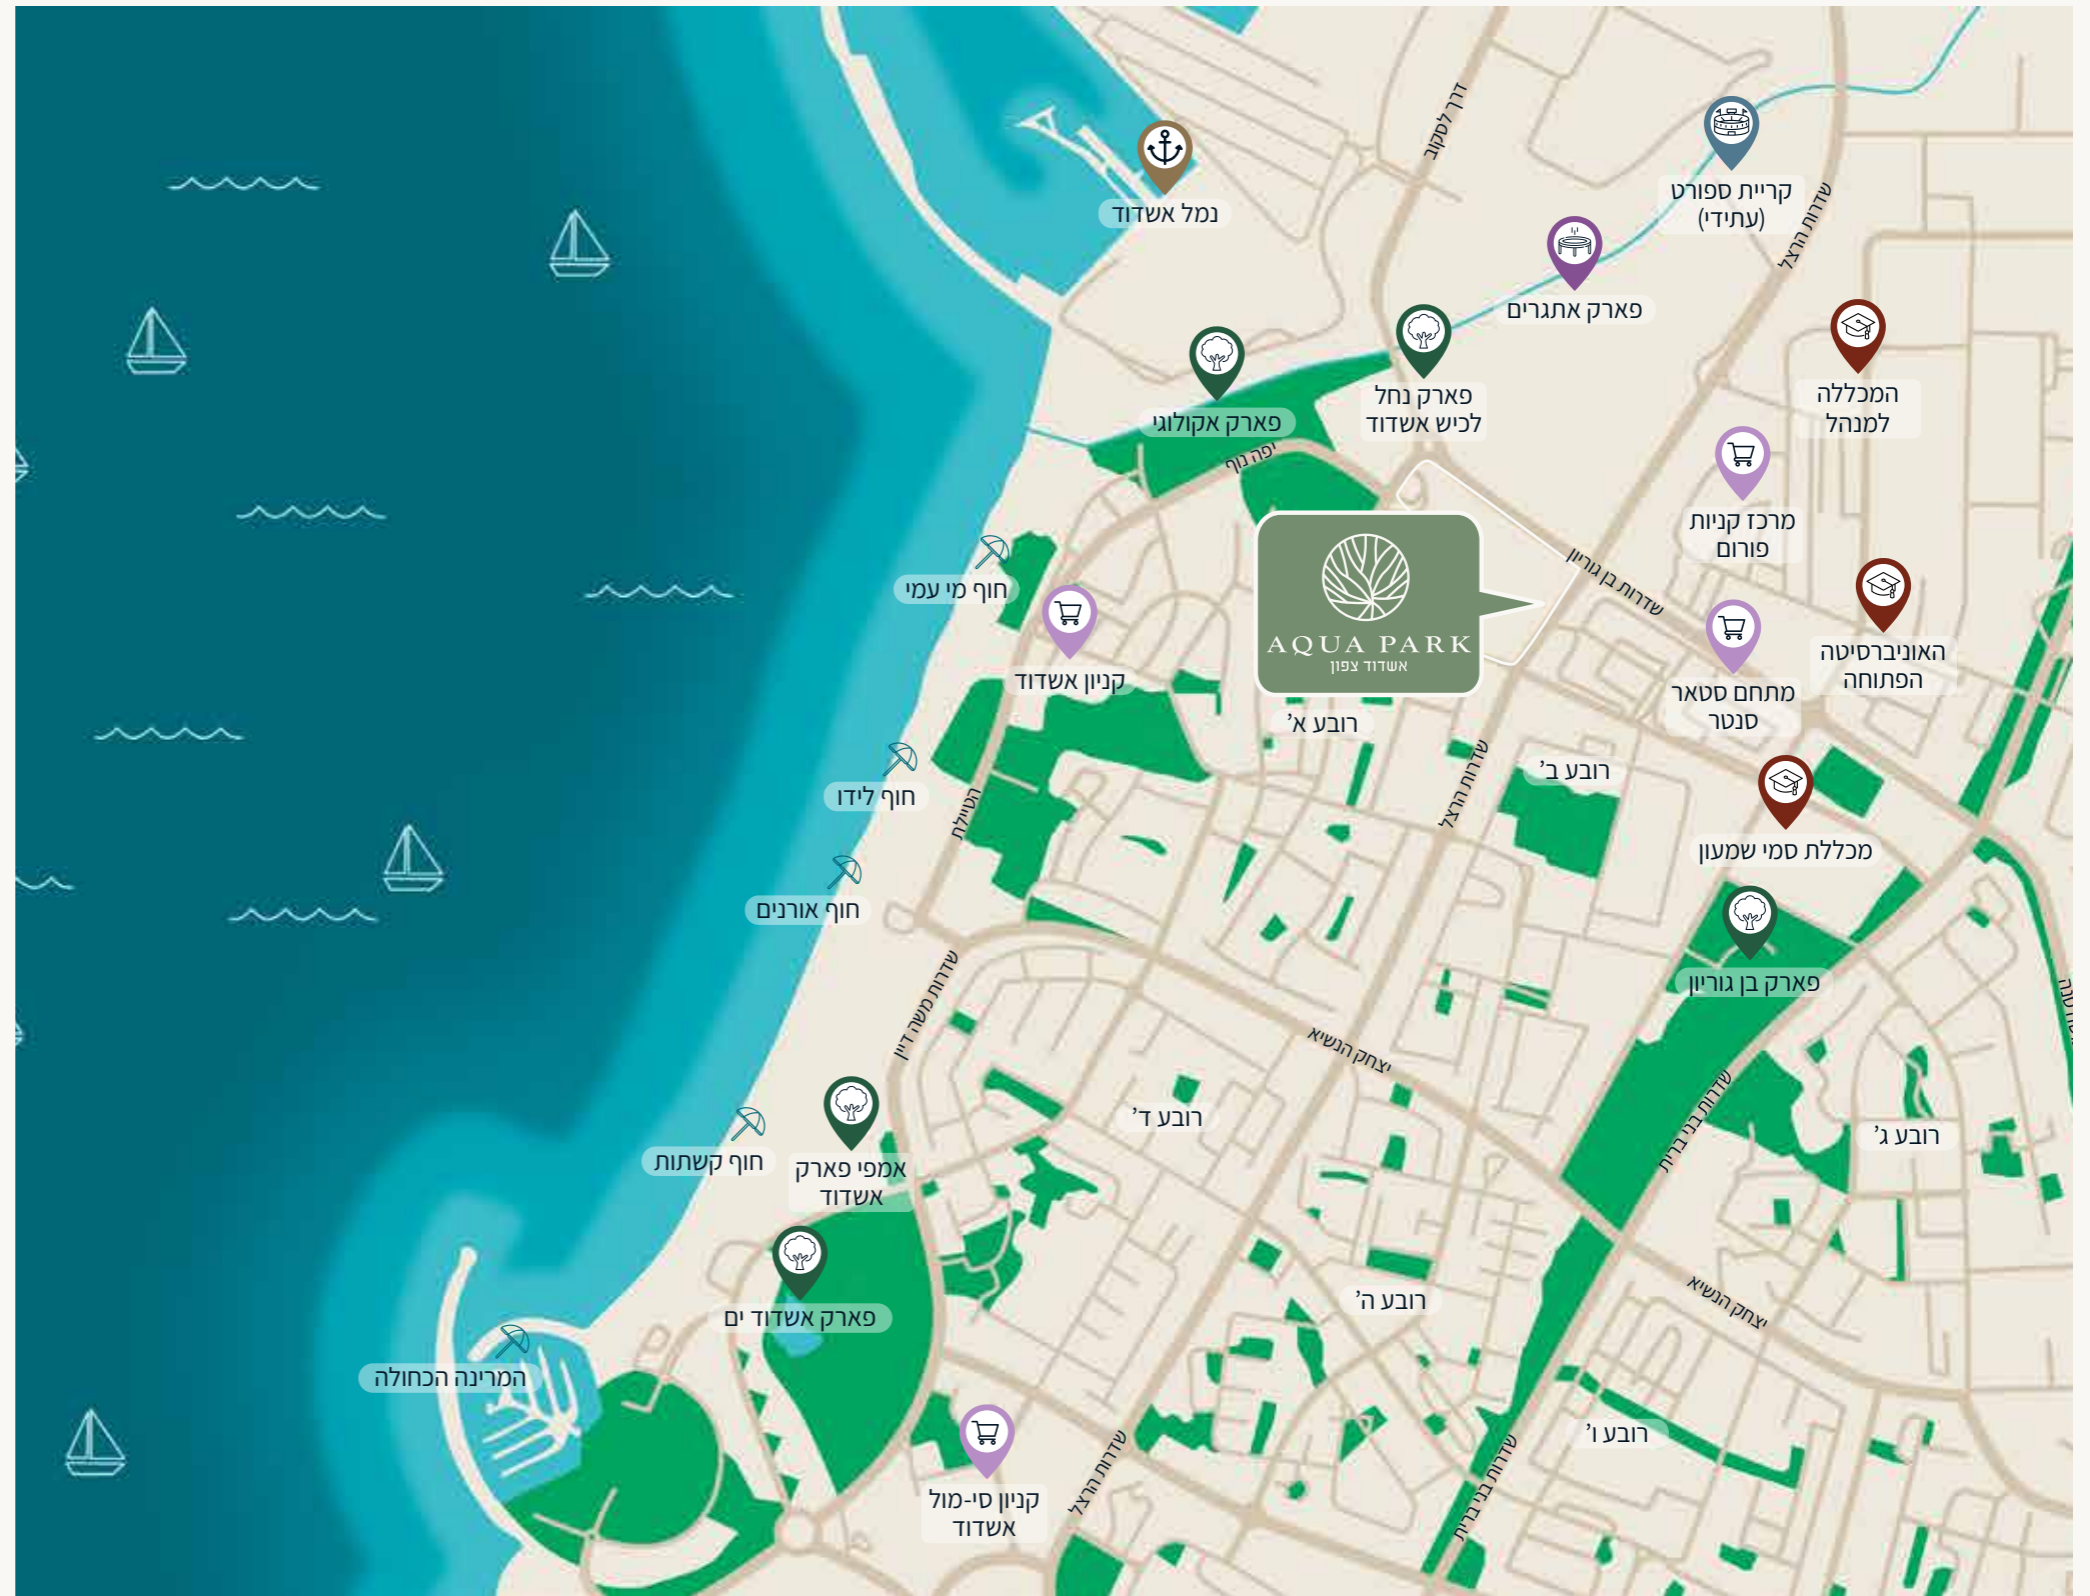 דרך לסקוב
קריית ספורט
(עתידי)
שדרות הרצל
נמל אשדוד
פארק אתגרים
המכללה
למנהל
פארק נחל
לכיש אשדוד
פארק אקולוגי
יפה נוף
מרכז קניות
פורום
שדרות בן גוריון
חוף מי עמי
AQUA PARK
אשדוד צפון
האוניברסיטה
הפתוחה
קניון אשדוד
מתחם סטאר
סנטר
רובע א'
רובע ב'
שדרות הרצל
חוף לידו
הטיילת
מכללת סמי שמעון
חוף אורנים
פארק בן גוריון
שדרות משה דיין
יצחק הנשיא
רובע ד'
שדרות בני ברית
רובע ג'
חוף קשתות
אמפי פארק
אשדוד
רובע ה'
יצחק הנשיא
פארק אשדוד ים
המרינה הכחולה
רובע ו'
שדרות הרצל
שדרות בני ברית
קניון סי-מול
אשדוד